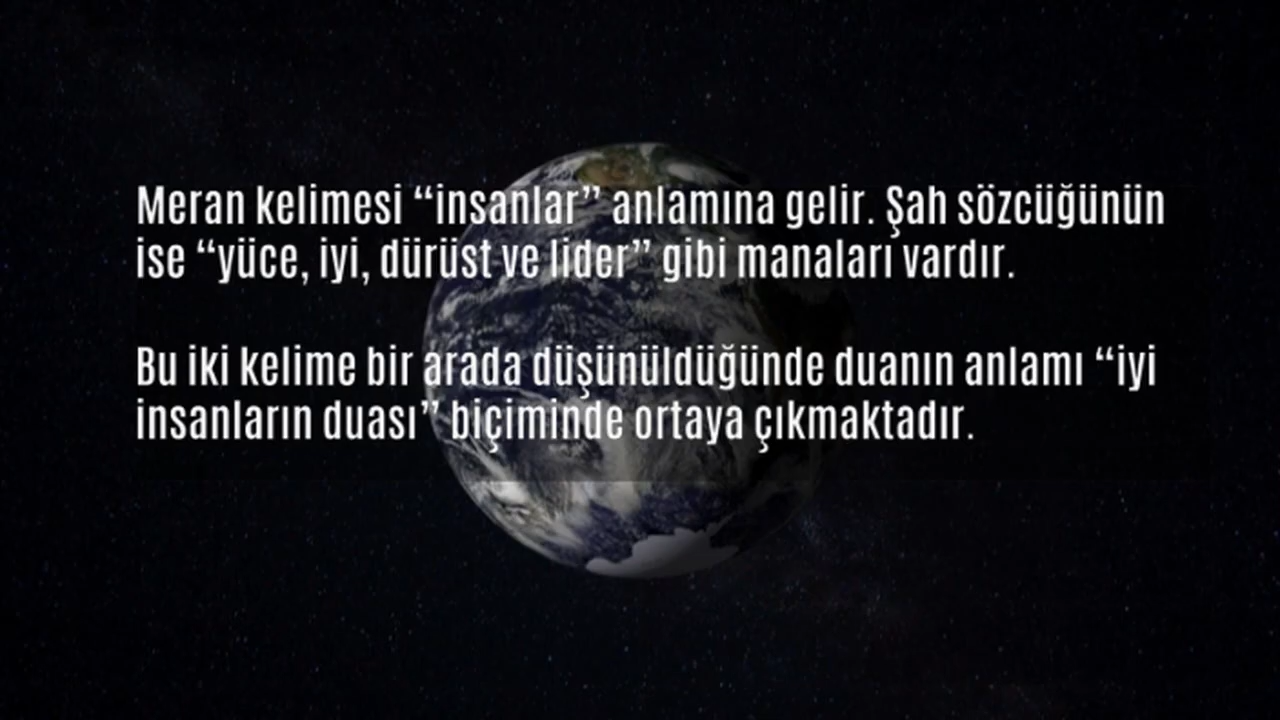 Meran kelimesi “insanlar” anlamına gelir. Şah sözcüğünün
ise “yüce, iyi, dürüst ve lider” gibi manaları vardır.
Bu iki kelime bir arada düşünüldüğünde duanın anlamı “iyi
insanların duası” biçiminde ortaya çıkmaktadır.